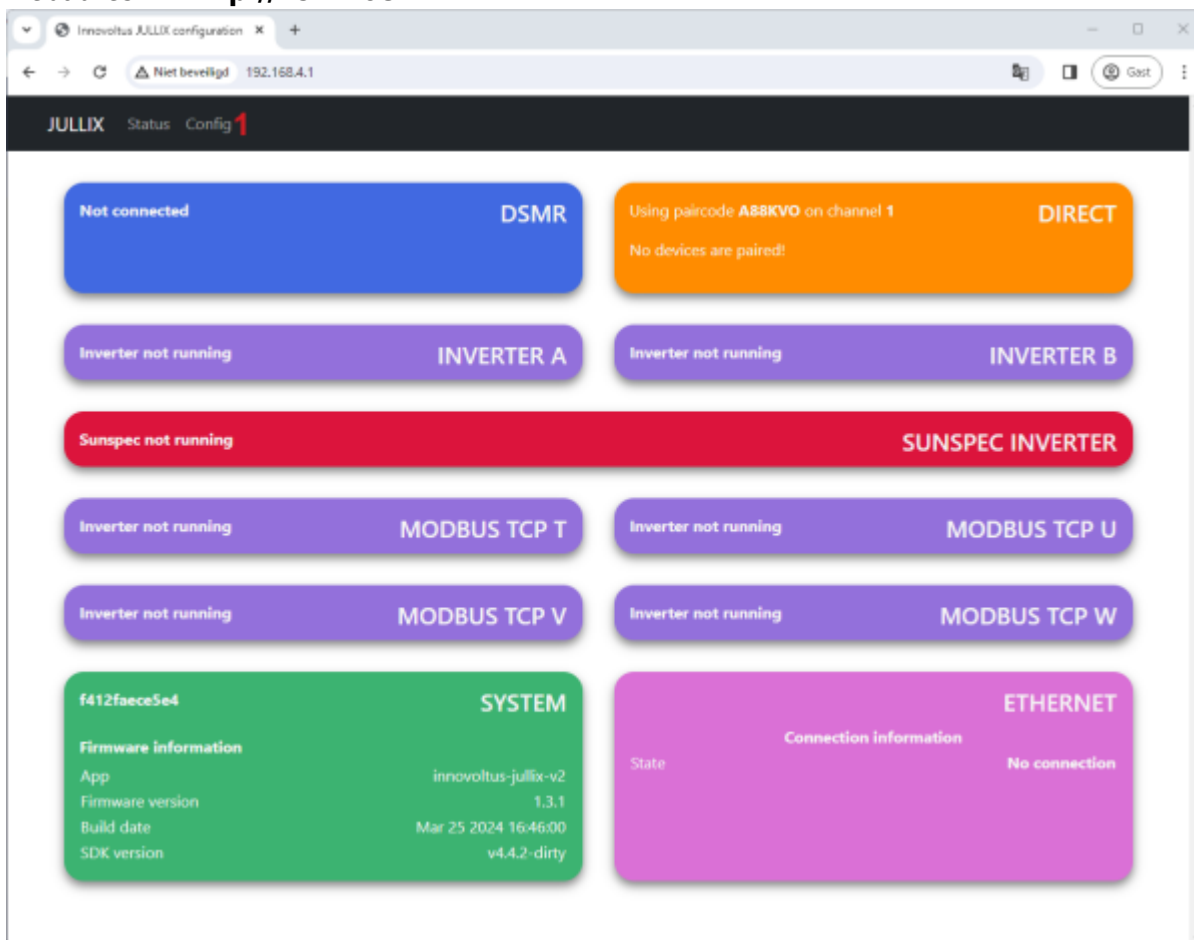 Innovoltus JULLIX configuration
Niet beveiligd 192.168.4.1 Gast
JULLIX Status Config 1
Not connected DSMR
Using paircode A88KVO on channel 1 DIRECT
No devices are paired!
Inverter not running INVERTER A
Inverter not running INVERTER B
Sunspec not running SUNSPEC INVERTER
Inverter not running MODBUS TCP T
Inverter not running MODBUS TCP U
Inverter not running MODBUS TCP V
Inverter not running MODBUS TCP W
f412faece5e4 SYSTEM
Firmware information
App innovoltus-jullix-v2
Firmware version 1.3.1
Build date Mar 25 2024 16:46:00
SDK version v4.4.2-dirty
ETHERNET
Connection information
State No connection